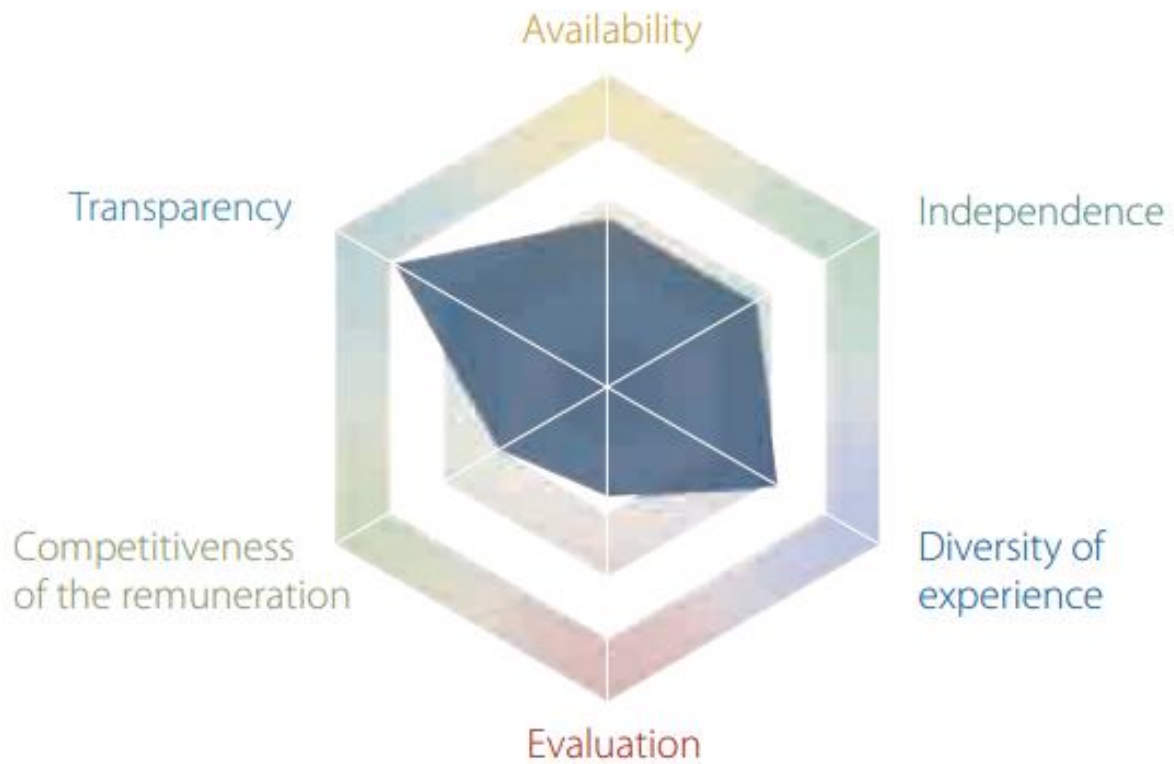 Availability
Transparency
Independence
Competitiveness
of the remuneration
Diversity of
experience
Evaluation